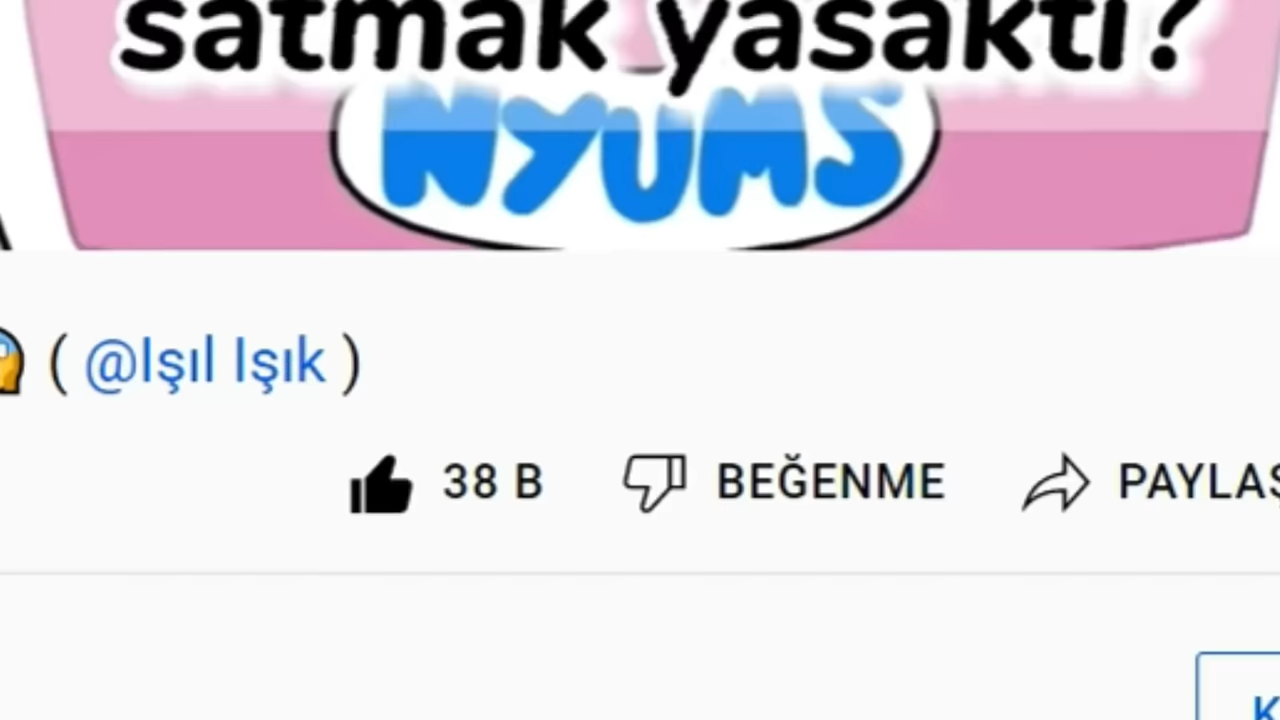 satmak yasaktı?
NYUMS
( @Işıl Işık )
38 B BEĞENME PAYLAŞ
K